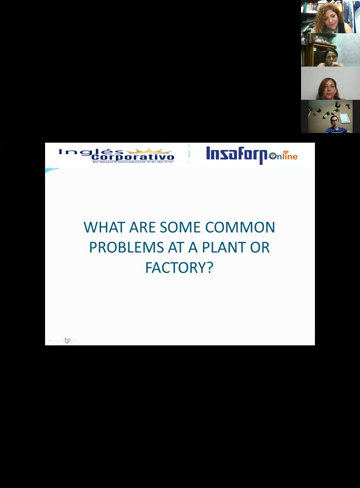 Inglés
Corporativo
Insaforp online
WHAT ARE SOME COMMON
PROBLEMS AT A PLANT OR
FACTORY?